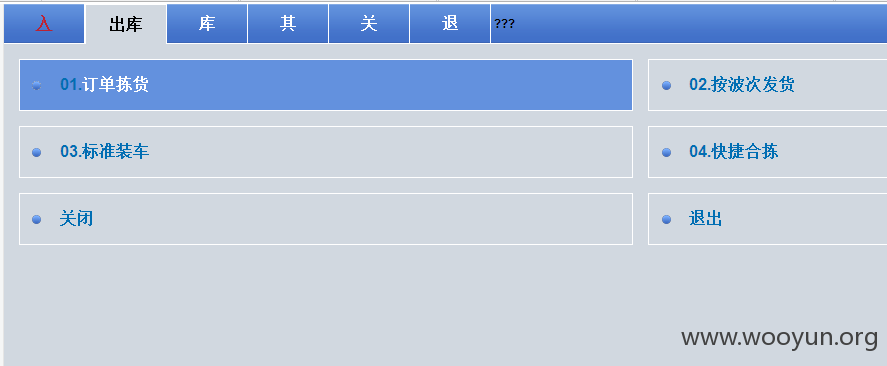 入 出库 库 其 关 退 ???
01.订单拣货 02.按波次发货
03.标准装车 04.快捷合拣
关闭 退出
www.wooyun.org